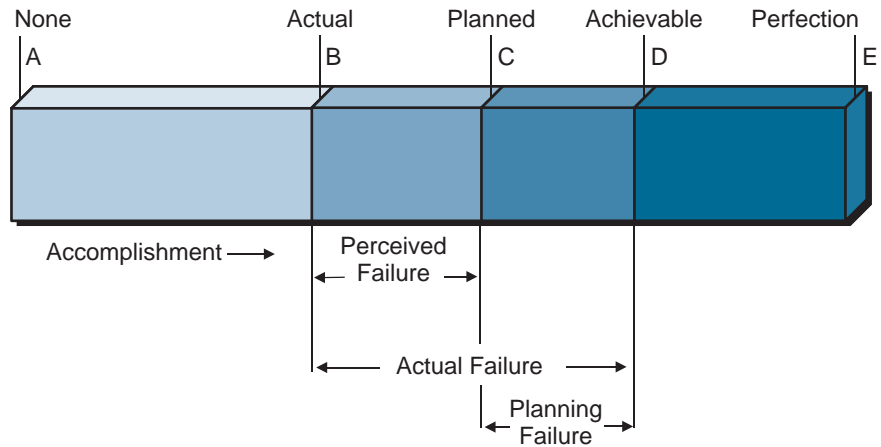 None Actual Planned Achievable Perfection
A B C D E
Accomplishment
Perceived
Failure
Actual Failure
Planning
Failure